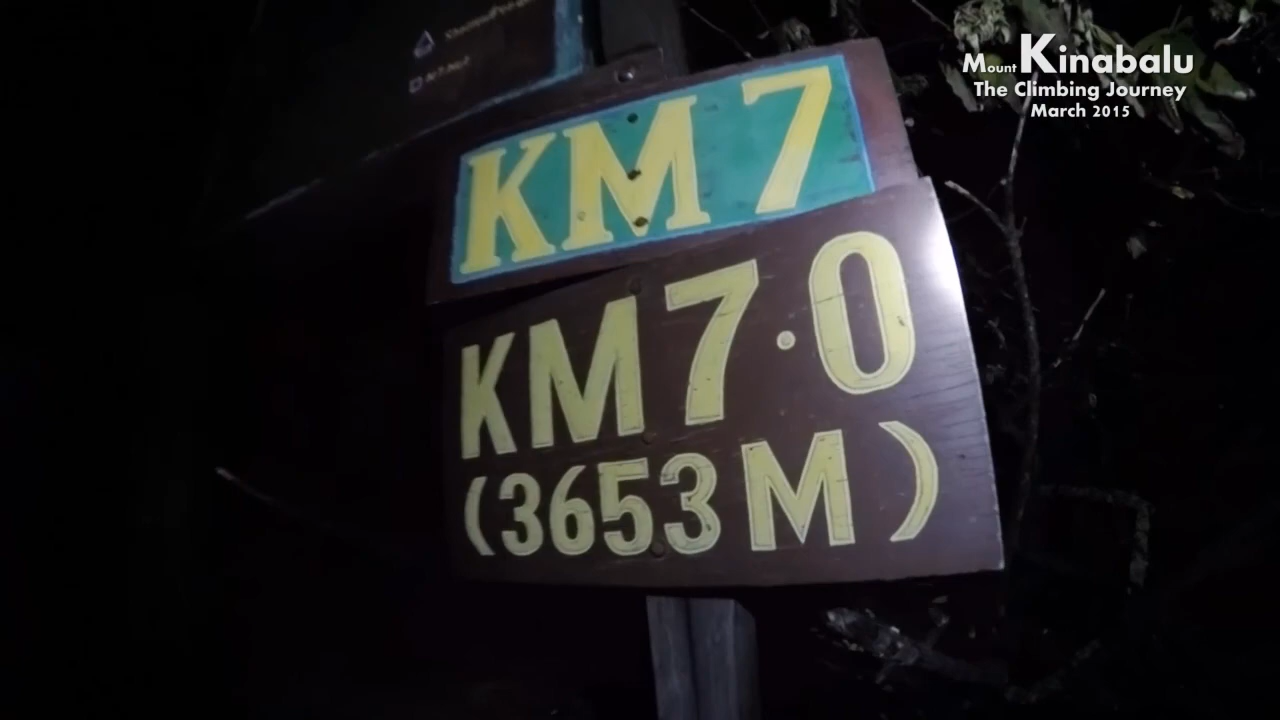 Mount Kinabalu
The Climbing Journey
March 2015
KM 7
KM 7.0
(3653 M)